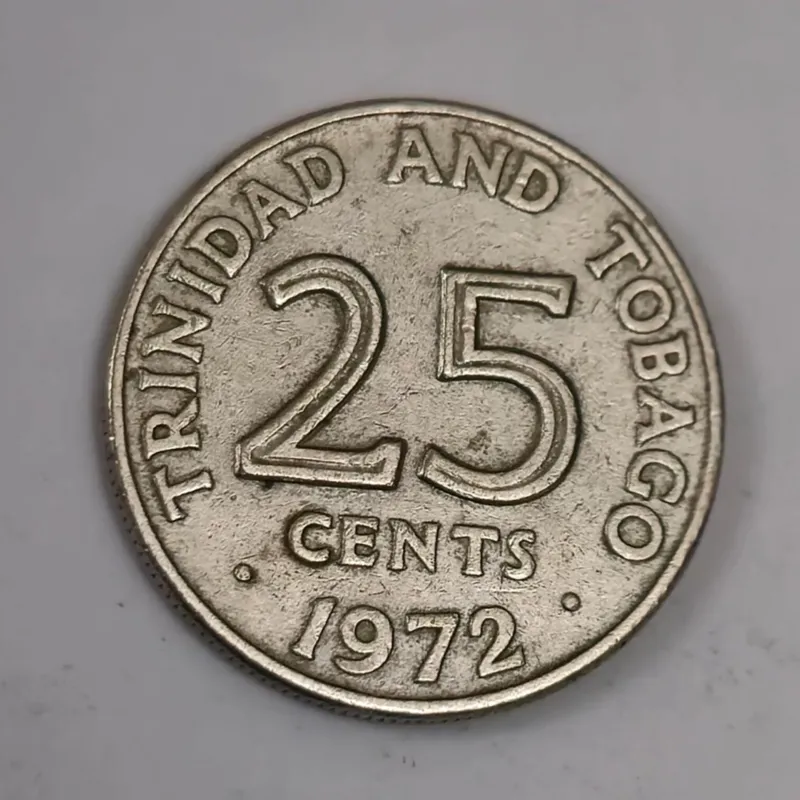 TRINIDAD AND TOBAGO
25
CENTS
· 1972 ·